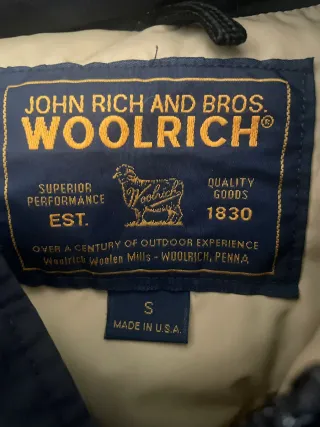 JOHN RICH AND BROS.
WOOLRICH®
SUPERIOR PERFORMANCE
Woolrich
QUALITY GOODS
EST. 1830
OVER A CENTURY OF OUTDOOR EXPERIENCE
Woolrich Woolen Mills - WOOLRICH, PENNA.
S
MADE IN U.S.A.